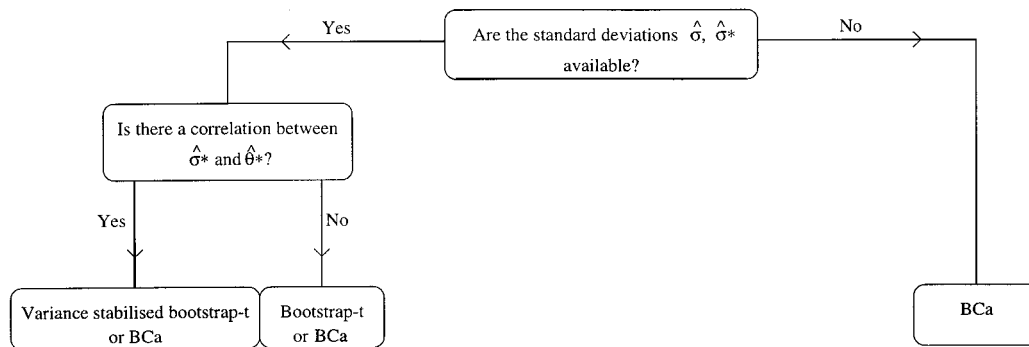 Yes
Are the standard deviations σ̂, σ̂*
available?
No
Is there a correlation between
σ̂* and θ̂*?
Yes
No
Variance stabilised bootstrap-t
or BCa
Bootstrap-t
or BCa
BCa